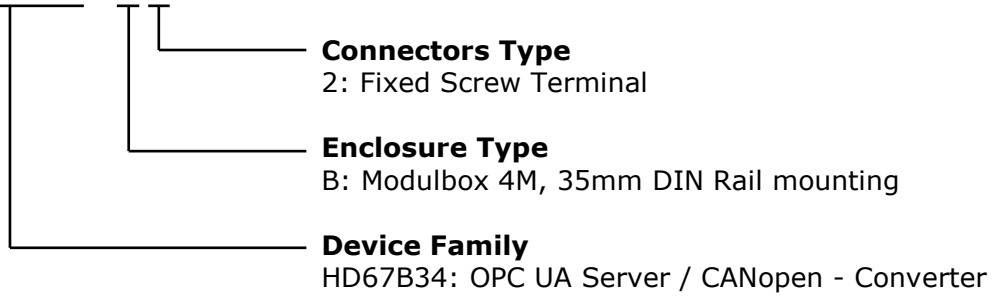 Connectors Type
2: Fixed Screw Terminal
Enclosure Type
B: Modulbox 4M, 35mm DIN Rail mounting
Device Family
HD67B34: OPC UA Server / CANopen - Converter